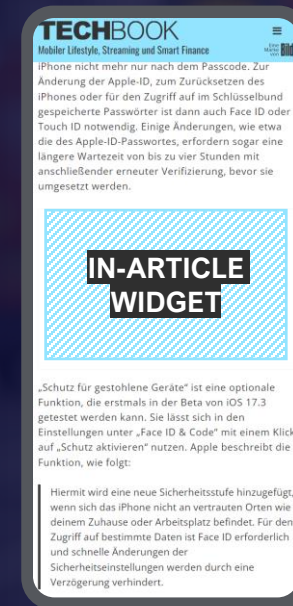 TECHBOOK
Mobiler Lifestyle, Streaming und Smart Finance
Eine Marke von Bild
iPhone nicht mehr nur nach dem Passcode. Zur
Änderung der Apple-ID, zum Zurücksetzen des
iPhones oder für den Zugriff auf im Schlüsselbund
gespeicherte Passwörter ist dann auch Face ID oder
Touch ID notwendig. Einige Änderungen, wie etwa
die des Apple-ID-Passwortes, erfordern sogar eine
längere Wartezeit von bis zu vier Stunden mit
anschließender erneuter Verifizierung, bevor sie
umgesetzt werden.
IN-ARTICLE
WIDGET
„Schutz für gestohlene Geräte“ ist eine optionale
Funktion, die erstmals in der Beta von iOS 17.3
getestet werden kann. Sie lässt sich in den
Einstellungen unter „Face ID & Code“ mit einem Klick
auf „Schutz aktivieren“ nutzen. Apple beschreibt die
Funktion, wie folgt:
Hiermit wird eine neue Sicherheitsstufe hinzugefügt,
wenn sich das iPhone nicht an vertrauten Orten wie
deinem Zuhause oder Arbeitsplatz befindet. Für den
Zugriff auf bestimmte Daten ist Face ID erforderlich
und schnelle Änderungen der
Sicherheitseinstellungen werden durch eine
Verzögerung verhindert.